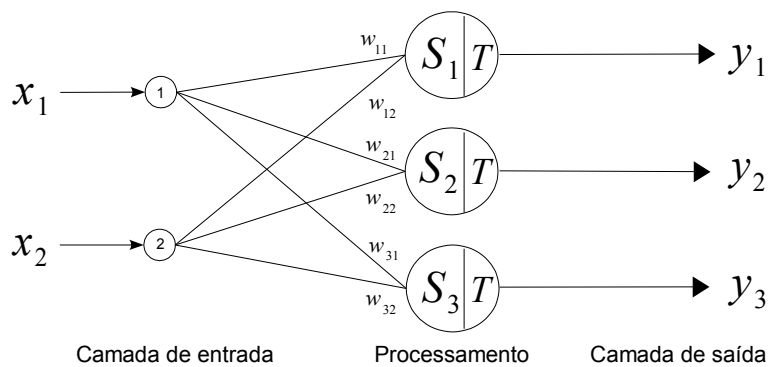 w₁₁
S₁ T
y₁
x₁
1
w₁₂
w₂₁
S₂ T
y₂
w₂₂
x₂
2
w₃₁
w₃₂
S₃ T
y₃
Camada de entrada
Processamento
Camada de saída